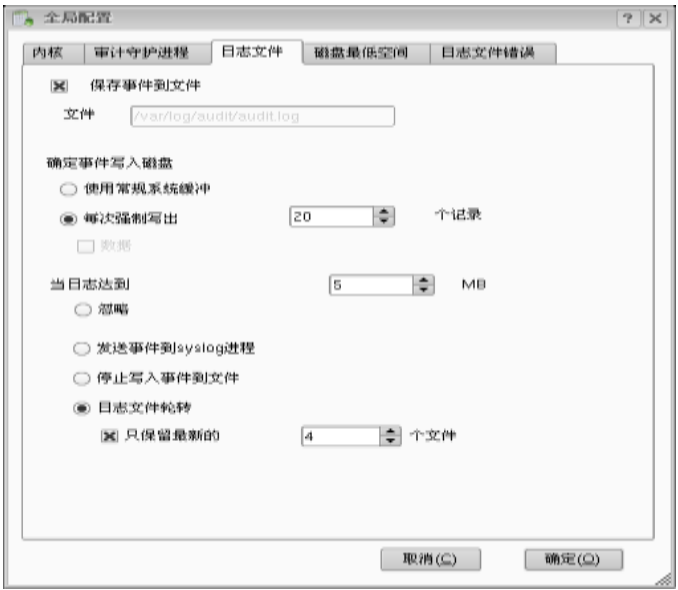 全局配置
内核 审计守护进程 日志文件 磁盘最低空间 日志文件错误
保存事件到文件
文件 /var/log/audit/audit.log
确定事件写入磁盘
使用常规系统缓冲
每次强制写出 20 个记录
数据
当日志达到 5 MB
忽略
发送事件到syslog进程
停止写入事件到文件
日志文件轮转
只保留最新的 4 个文件
取消(C) 确定(O)